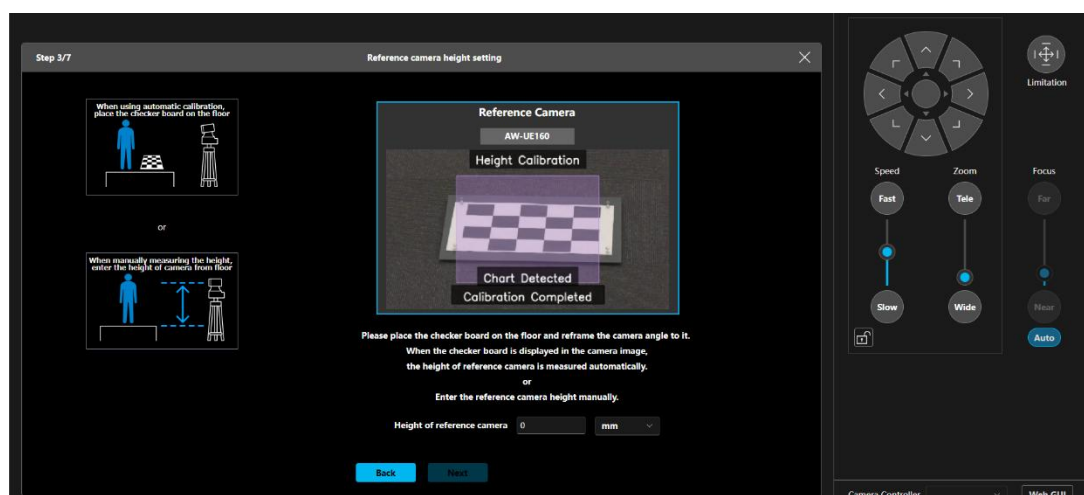 Step 3/7
Reference camera height setting
When using automatic calibration,
place the checker board on the floor
or
When manually measuring the height,
enter the height of camera from floor
Reference Camera
AW-UE160
Height Calibration
Chart Detected
Calibration Completed
Please place the checker board on the floor and reframe the camera angle to it.
When the checker board is displayed in the camera image,
the height of reference camera is measured automatically.
or
Enter the reference camera height manually.
Height of reference camera 0 mm
Back Next
Limitation
Speed Zoom Focus
Fast Tele Far
Slow Wide Near
Auto
Camera Controller Web GUI